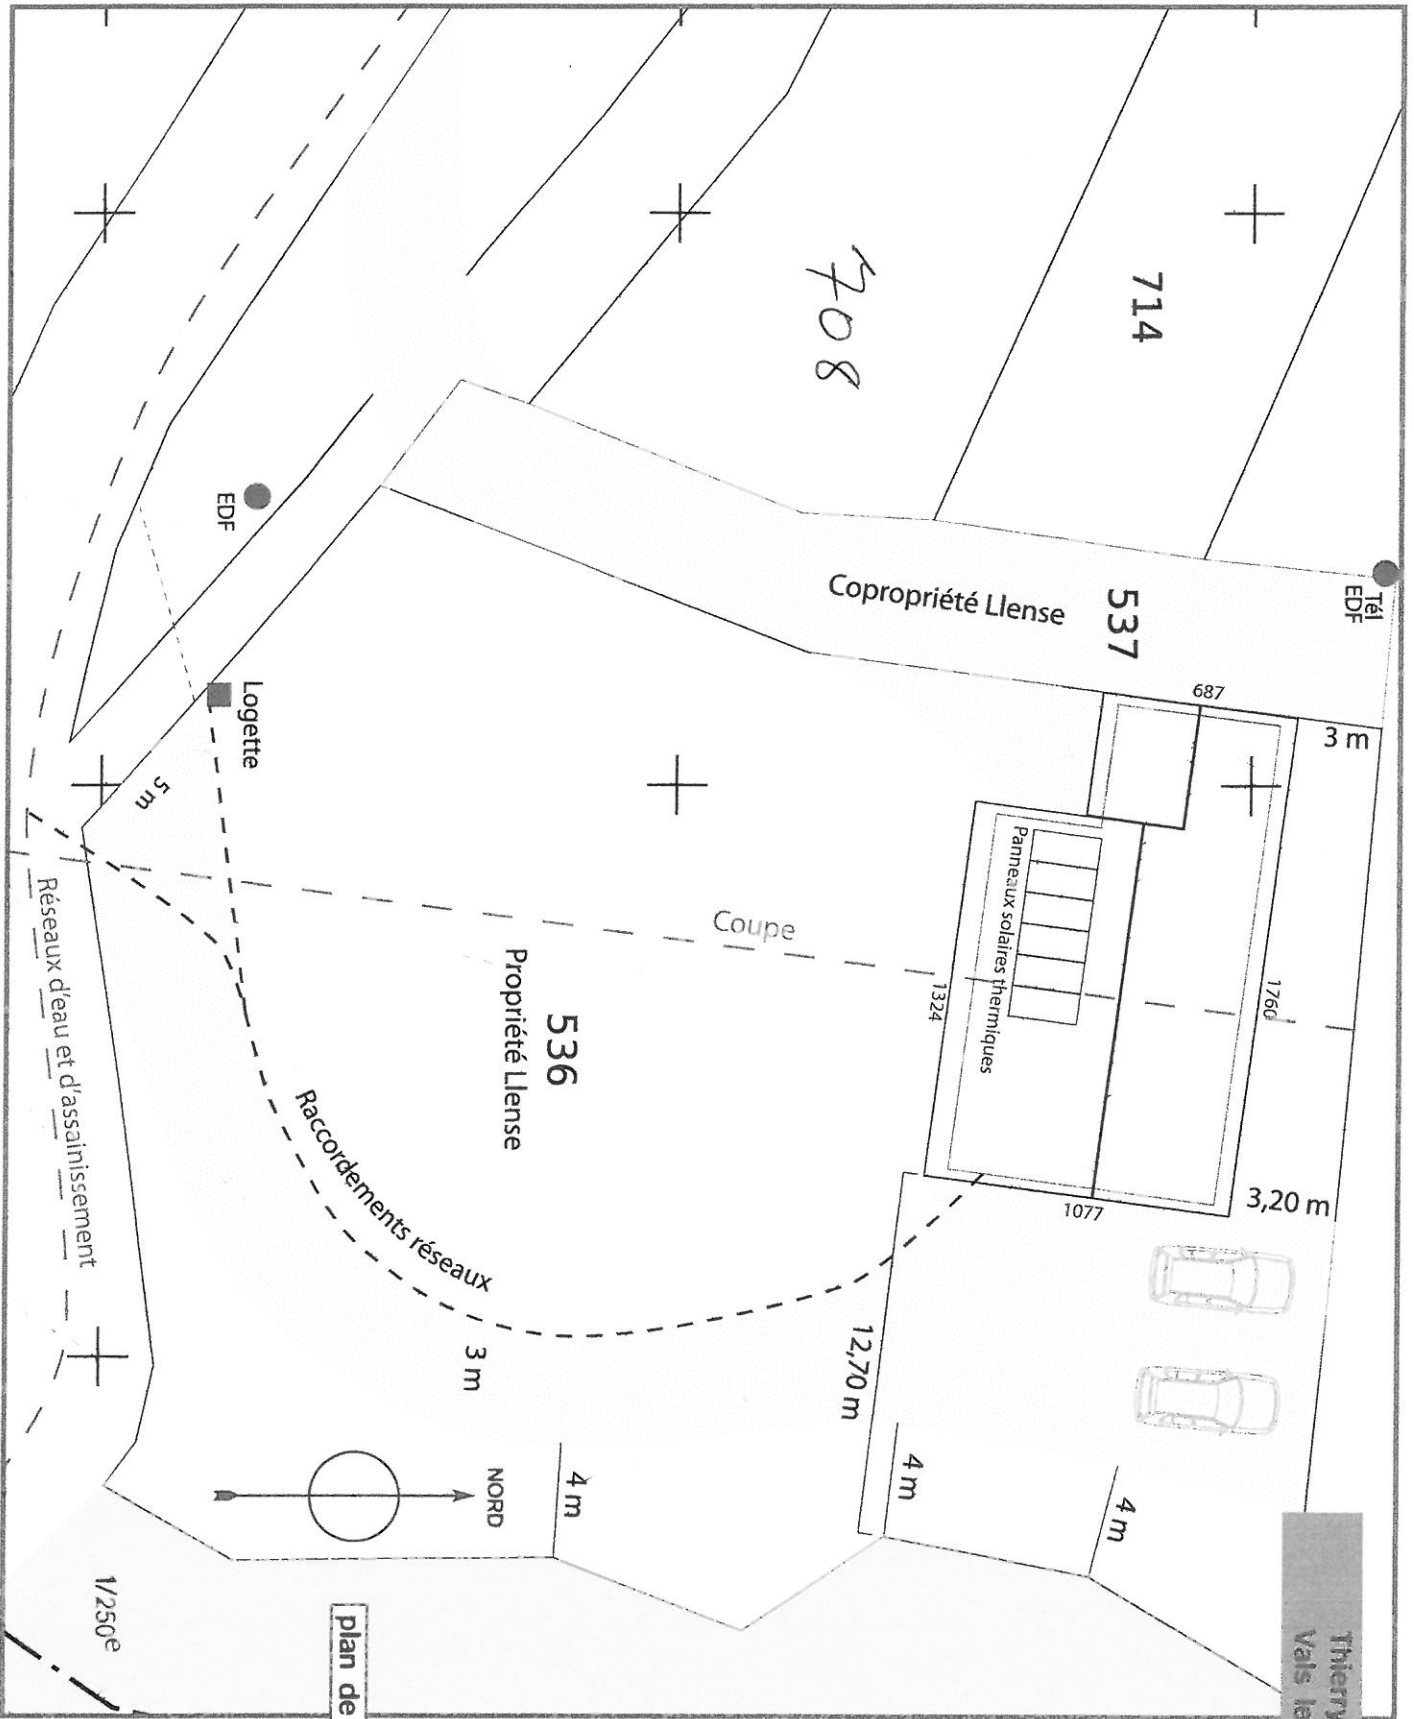 Thierry
Vals la
Tél
EDF
714
537
687
3 m
1760
3,20 m
1077
Panneaux solaires thermiques
1324
Copropriété Llense
708
Coupe
12,70 m
4 m
4 m
536
Propriété Llense
4 m
3 m
NORD
Raccordements réseaux
plan de
EDF
Logette
5 m
Réseaux d'eau et d'assainissement
1/250e